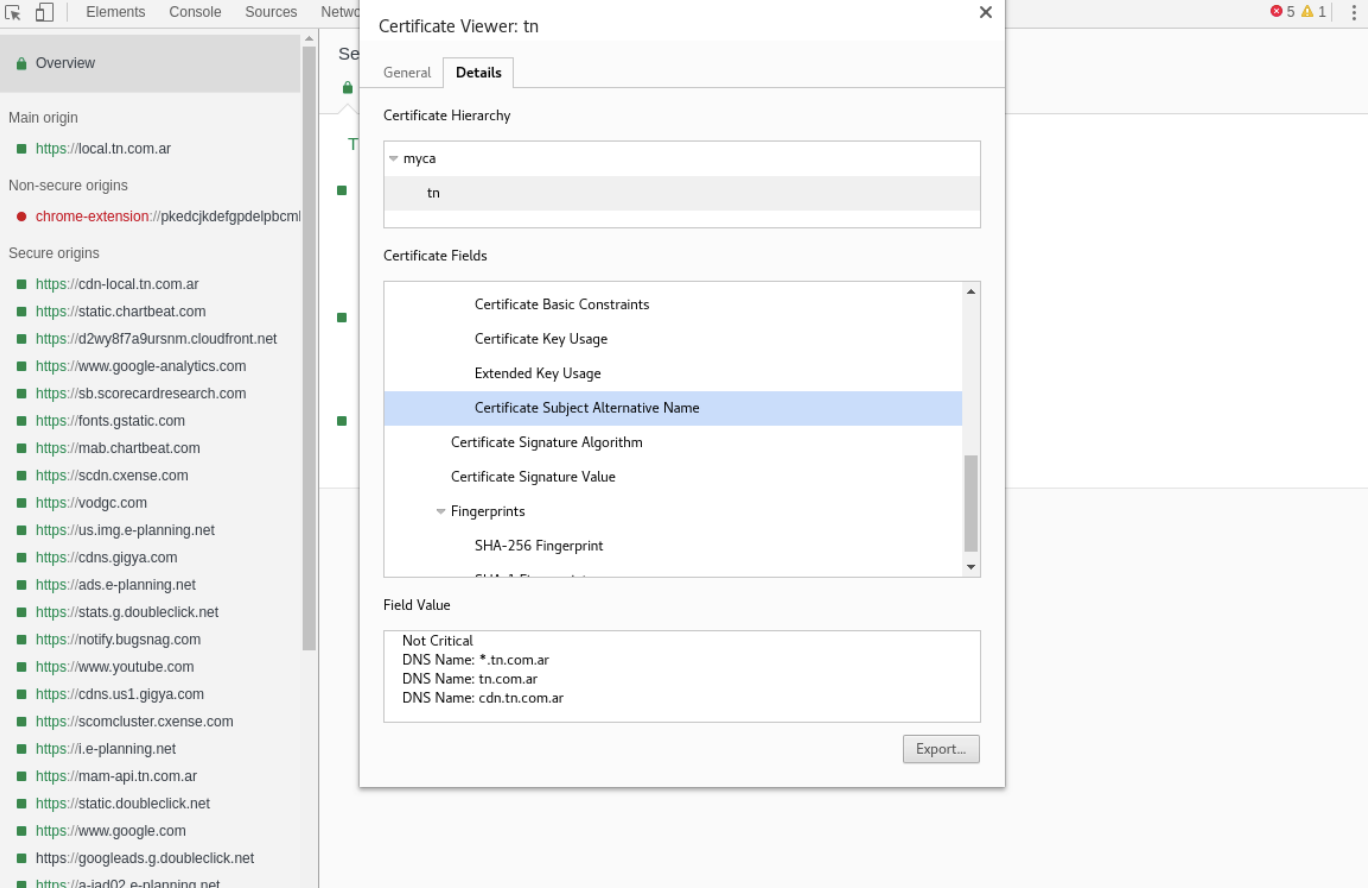 Elements Console Sources Netwo
5 1
Overview
Main origin
https://local.tn.com.ar
Non-secure origins
chrome-extension://pkedcjkdefgpdelpbcml
Secure origins
https://cdn-local.tn.com.ar
https://static.chartbeat.com
https://d2wy8f7a9ursnm.cloudfront.net
https://www.google-analytics.com
https://sb.scorecardresearch.com
https://fonts.gstatic.com
https://mab.chartbeat.com
https://scdn.cxense.com
https://vodgc.com
https://us.img.e-planning.net
https://cdns.gigya.com
https://ads.e-planning.net
https://stats.g.doubleclick.net
https://notify.bugsnag.com
https://www.youtube.com
https://cdns.us1.gigya.com
https://scomcluster.cxense.com
https://i.e-planning.net
https://mam-api.tn.com.ar
https://static.doubleclick.net
https://www.google.com
https://googleads.g.doubleclick.net
https://a-iad02.e-planning.net
Se
T
Certificate Viewer: tn
General Details
Certificate Hierarchy
myca
tn
Certificate Fields
Certificate Basic Constraints
Certificate Key Usage
Extended Key Usage
Certificate Subject Alternative Name
Certificate Signature Algorithm
Certificate Signature Value
Fingerprints
SHA-256 Fingerprint
SHA-1 Fingerprint
Field Value
Not Critical
DNS Name: *.tn.com.ar
DNS Name: tn.com.ar
DNS Name: cdn.tn.com.ar
Export...